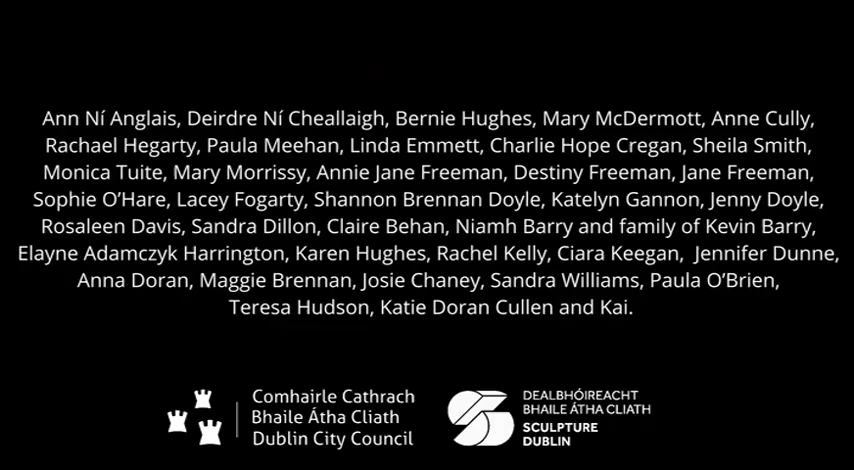 Ann Ní Anglais, Deirdre Ní Cheallaigh, Bernie Hughes, Mary McDermott, Anne Cully,
Rachael Hegarty, Paula Meehan, Linda Emmett, Charlie Hope Cregan, Sheila Smith,
Monica Tuite, Mary Morrissy, Annie Jane Freeman, Destiny Freeman, Jane Freeman,
Sophie O’Hare, Lacey Fogarty, Shannon Brennan Doyle, Katelyn Gannon, Jenny Doyle,
Rosaleen Davis, Sandra Dillon, Claire Behan, Niamh Barry and family of Kevin Barry,
Elayne Adamczyk Harrington, Karen Hughes, Rachel Kelly, Ciara Keegan, Jennifer Dunne,
Anna Doran, Maggie Brennan, Josie Chaney, Sandra Williams, Paula O’Brien,
Teresa Hudson, Katie Doran Cullen and Kai.
Comhairle Cathrach
Bhaile Átha Cliath
Dublin City Council
DEALBHÓIREACHT
BHAILE ÁTHA CLIATH
SCULPTURE
DUBLIN